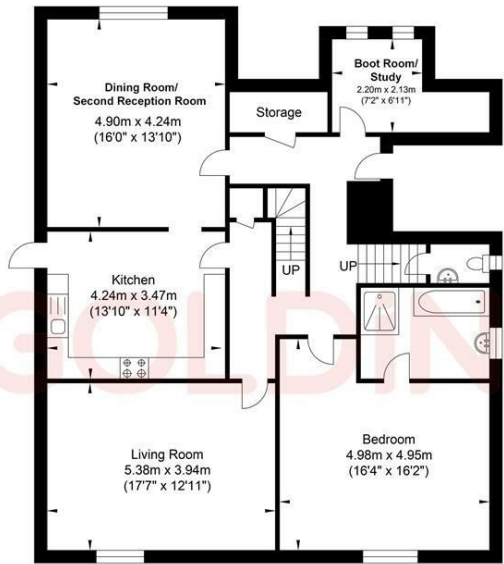 Dining Room/
Second Reception Room
4.90m x 4.24m
(16'0" x 13'10")
Boot Room/
Study
2.20m x 2.13m
(7'2" x 6'11")
Storage
Kitchen
4.24m x 3.47m
(13'10" x 11'4")
UP
UP
GOLDIN
Living Room
5.38m x 3.94m
(17'7" x 12'11")
Bedroom
4.98m x 4.95m
(16'4" x 16'2")